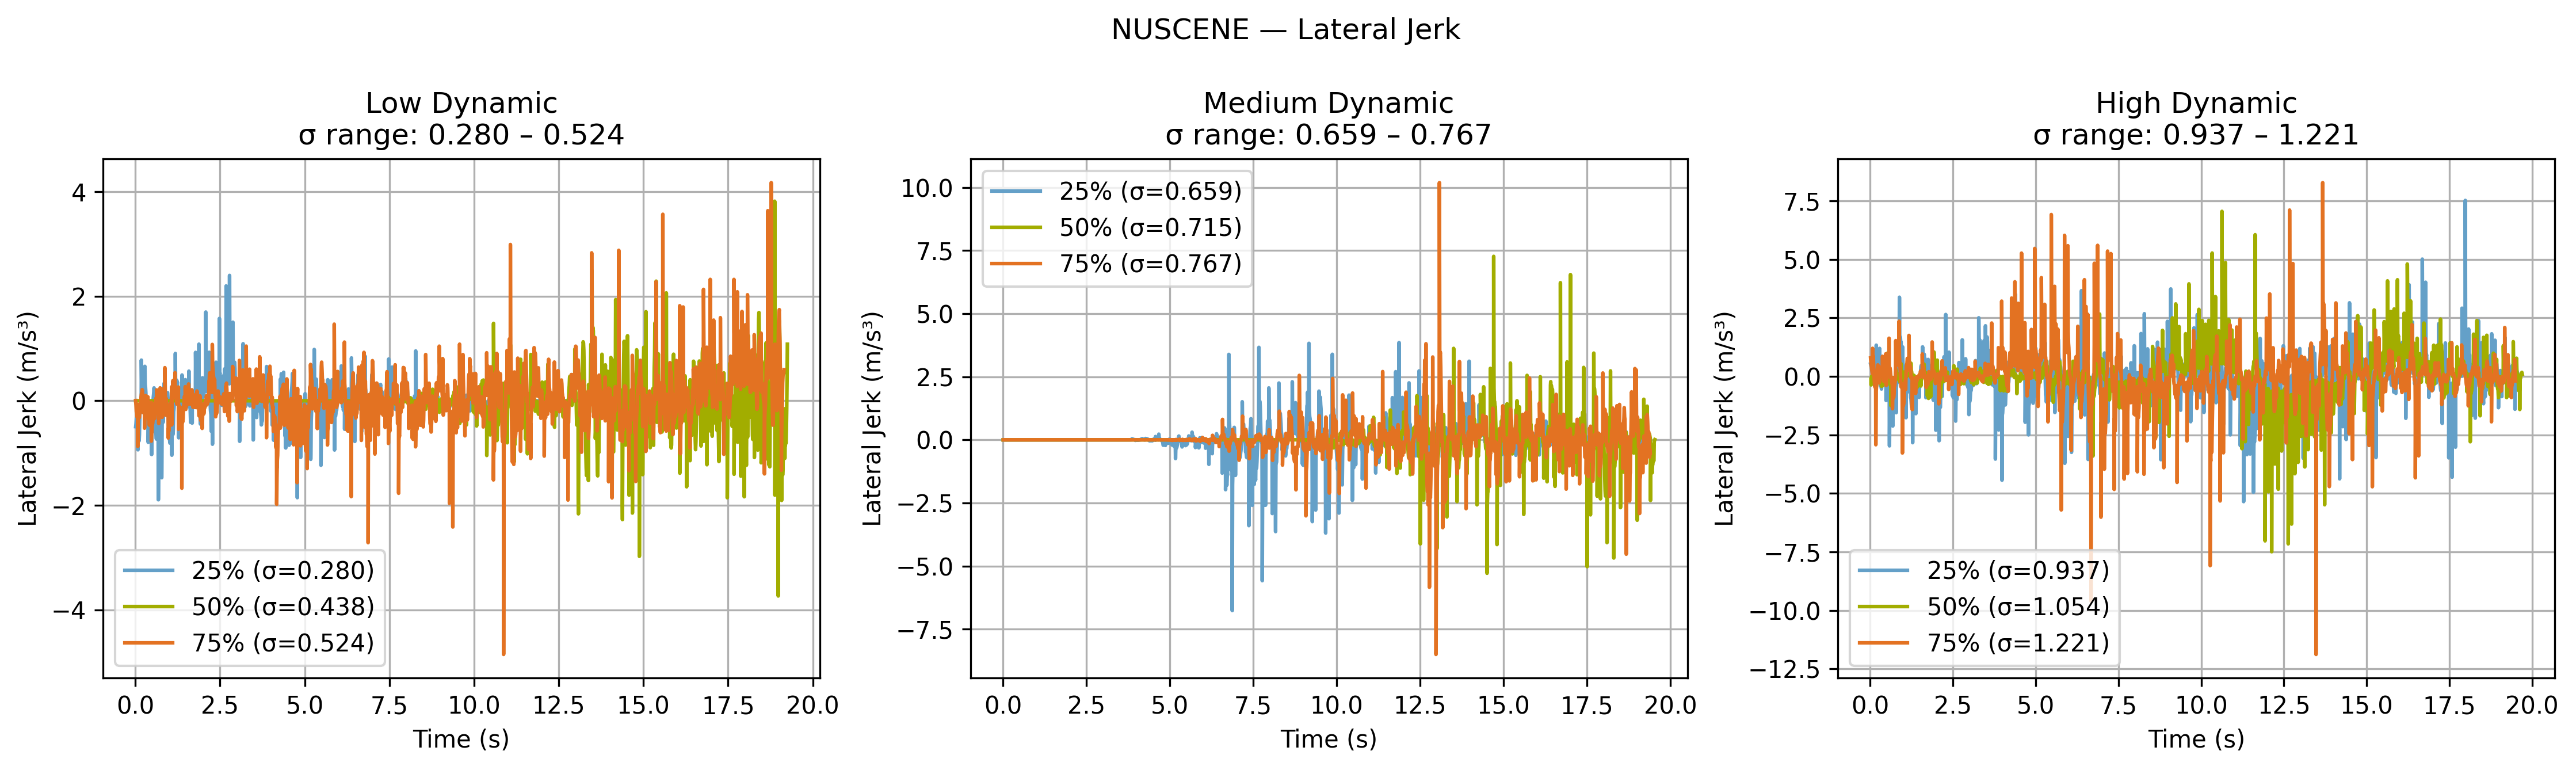 NUSCENE — Lateral Jerk
Low Dynamic
σ range: 0.280 – 0.524
Lateral Jerk (m/s³)
4
2
0
−2
−4
25% (σ=0.280)
50% (σ=0.438)
75% (σ=0.524)
0.0 2.5 5.0 7.5 10.0 12.5 15.0 17.5 20.0
Time (s)
Medium Dynamic
σ range: 0.659 – 0.767
Lateral Jerk (m/s³)
10.0
7.5
5.0
2.5
0.0
−2.5
−5.0
−7.5
25% (σ=0.659)
50% (σ=0.715)
75% (σ=0.767)
0.0 2.5 5.0 7.5 10.0 12.5 15.0 17.5 20.0
Time (s)
High Dynamic
σ range: 0.937 – 1.221
Lateral Jerk (m/s³)
7.5
5.0
2.5
0.0
−2.5
−5.0
−7.5
−10.0
−12.5
25% (σ=0.937)
50% (σ=1.054)
75% (σ=1.221)
0.0 2.5 5.0 7.5 10.0 12.5 15.0 17.5 20.0
Time (s)